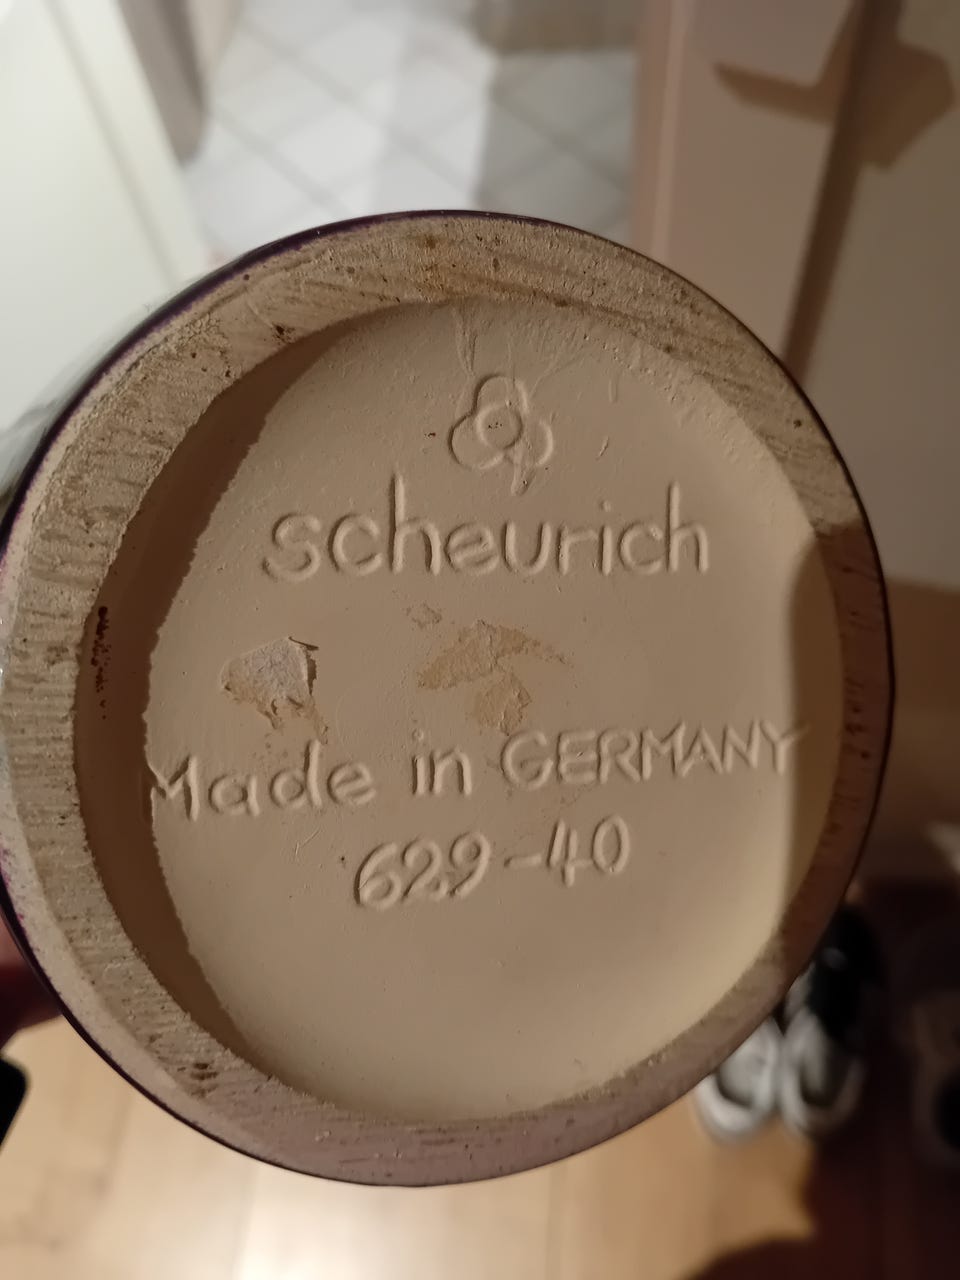 scheurich
Made in GERMANY
629-40